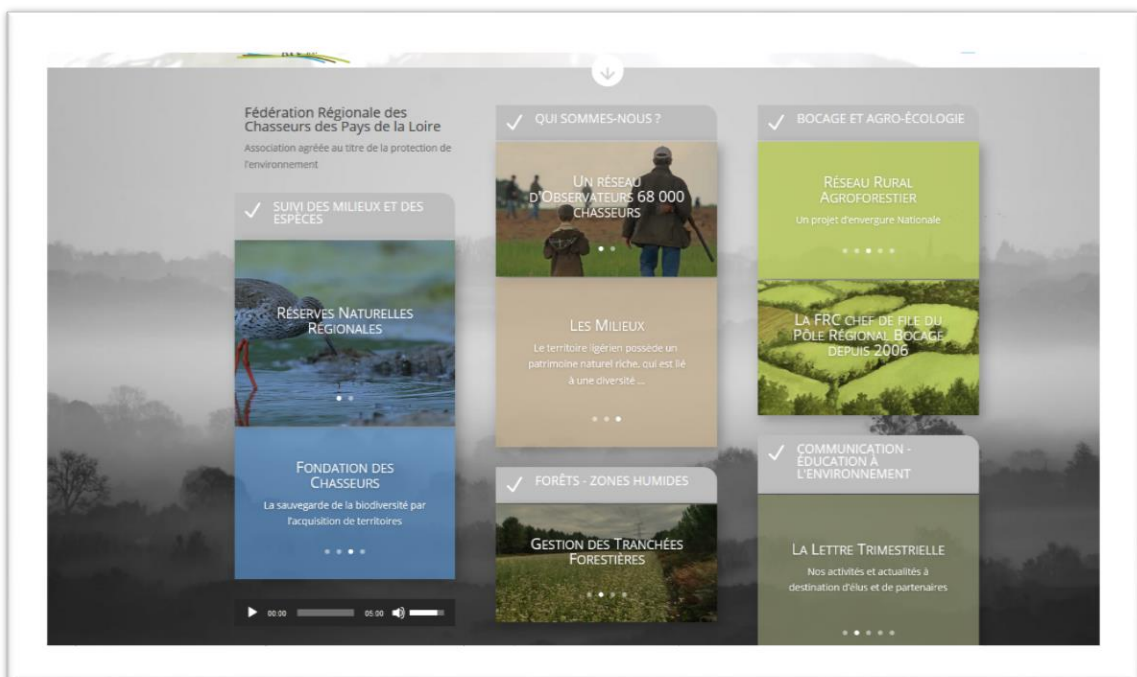 Fédération Régionale des
Chasseurs des Pays de la Loire
Association agréée au titre de la protection de
l'environnement
SUIVI DES MILIEUX ET DES
ESPÈCES
RÉSERVES NATURELLES
RÉGIONALES
FONDATION DES
CHASSEURS
La sauvegarde de la biodiversité par
l'acquisition de territoires
00:00 05:00
QUI SOMMES-NOUS ?
UN RÉSEAU
D'OBSERVATEURS 68 000
CHASSEURS
LES MILIEUX
Le territoire ligérien possède un
patrimoine naturel riche, qui est lié
à une diversité ...
FORÊTS - ZONES HUMIDES
GESTION DES TRANCHÉES
FORESTIÈRES
BOCAGE ET AGRO-ÉCOLOGIE
RÉSEAU RURAL
AGROFORESTIER
Un projet d'envergure Nationale
LA FRC CHEF DE FILE DU
PÔLE RÉGIONAL BOCAGE
DEPUIS 2006
COMMUNICATION -
ÉDUCATION À
L'ENVIRONNEMENT
LA LETTRE TRIMESTRIELLE
Nos activités et actualités à
destination d'élus et de partenaires